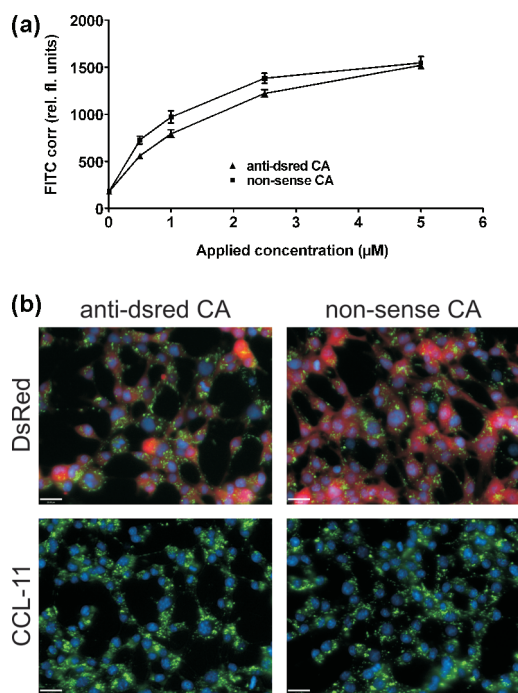 (a)
2000
1500
1000
500
0
FITC corr (rel. fl. units)
anti-dsred CA
non-sense CA
0 1 2 3 4 5 6
Applied concentration (µM)
(b)
anti-dsred CA non-sense CA
DsRed
CCL-11